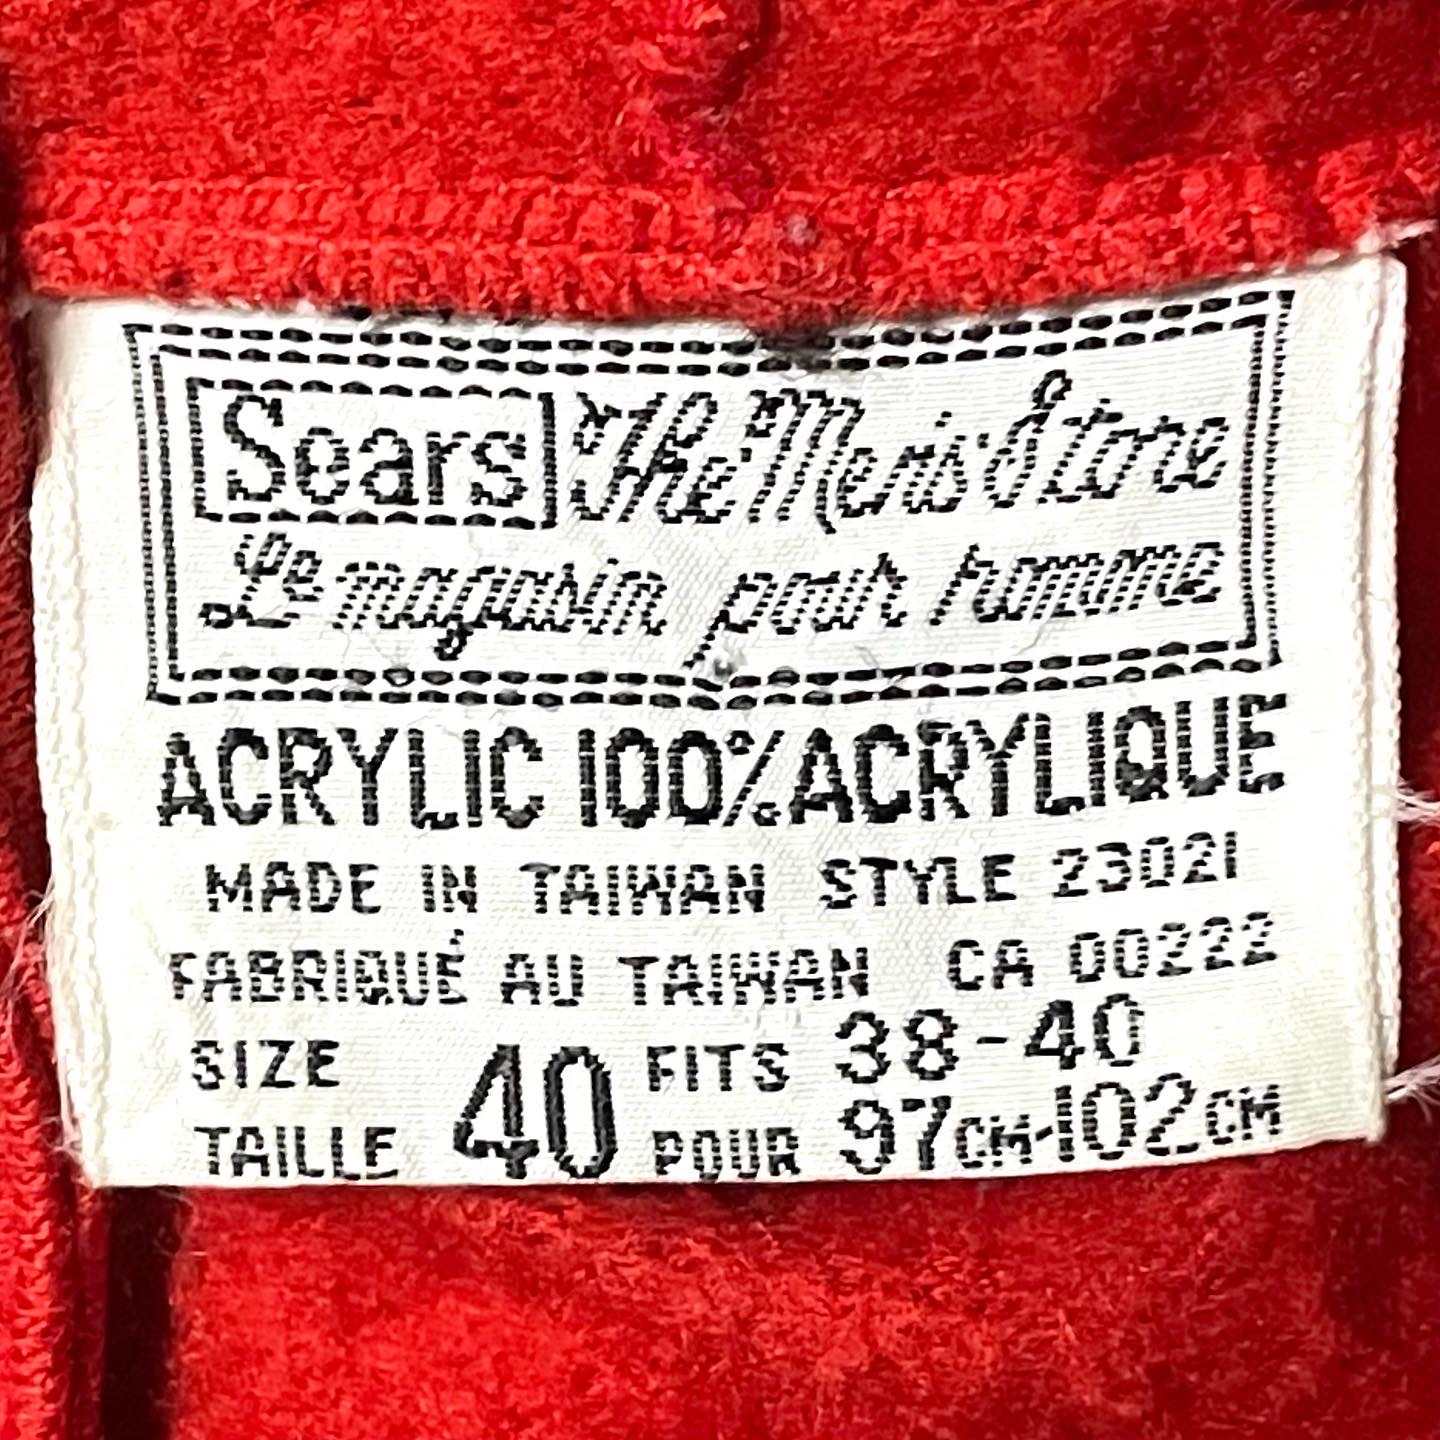 Sears The Men's Store
Le magasin pour homme
ACRYLIC 100% ACRYLIQUE
MADE IN TAIWAN STYLE 23021
FABRIQUÉ AU TAIWAN CA 00222
SIZE 40 FITS 38-40
TAILLE POUR 97CM-102CM